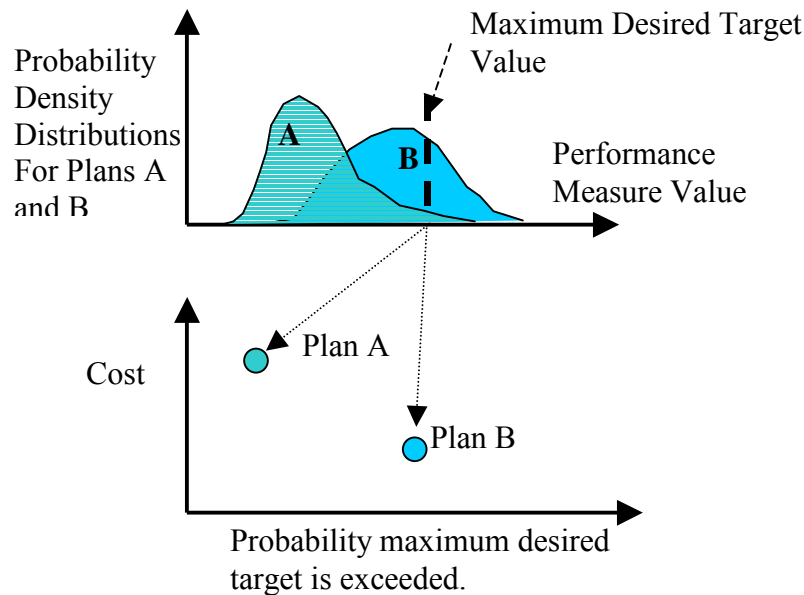 Probability
Density
Distributions
For Plans A
and B
Maximum Desired Target
Value
A
B
Performance
Measure Value
Cost
Plan A
Plan B
Probability maximum desired
target is exceeded.